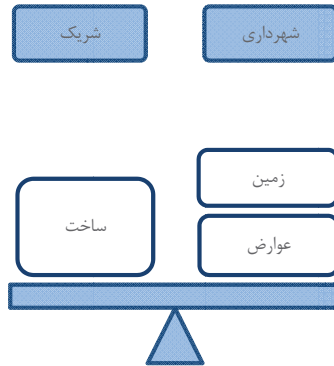 شهرداری
شریک
زمین
ساخت
عوارض